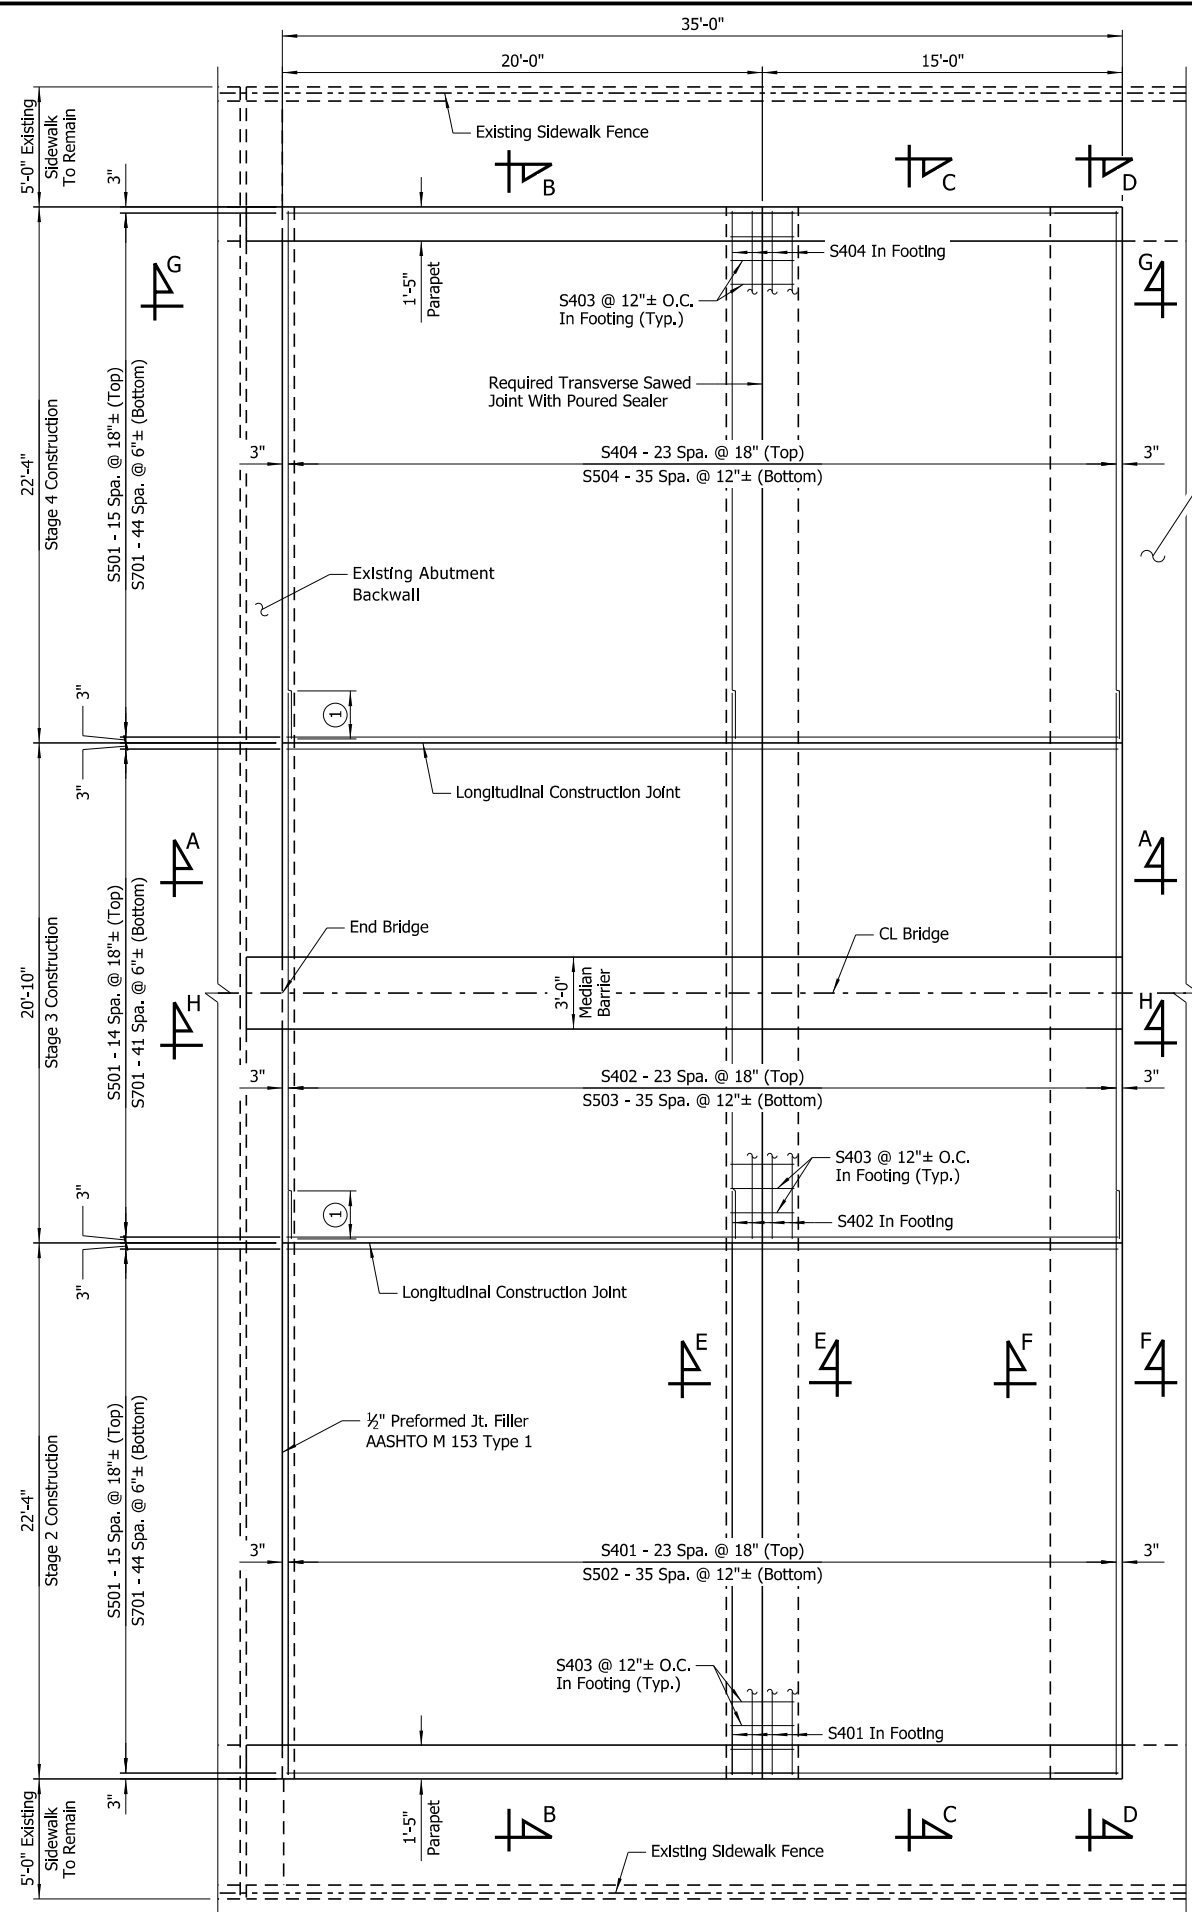 35'-0"
20'-0"
15'-0"
5'-0" Existing
Sidewalk
To Remain
3"
Existing Sidewalk Fence
B
C
D
G
G
1'-5"
Parapet
S404 In Footing
S403 @ 12"± O.C.
In Footing (Typ.)
Required Transverse Sawed
Joint With Poured Sealer
22'-4"
Stage 4 Construction
S501 - 15 Spa. @ 18"± (Top)
S701 - 44 Spa. @ 6"± (Bottom)
3"
S404 - 23 Spa. @ 18" (Top)
S504 - 35 Spa. @ 12"± (Bottom)
3"
Existing Abutment
Backwall
3"
1
3"
Longitudinal Construction Joint
A
A
20'-10"
Stage 3 Construction
S501 - 14 Spa. @ 18"± (Top)
S701 - 41 Spa. @ 6"± (Bottom)
End Bridge
CL Bridge
3'-0"
Median
Barrier
H
H
3"
S402 - 23 Spa. @ 18" (Top)
S503 - 35 Spa. @ 12"± (Bottom)
3"
S403 @ 12"± O.C.
In Footing (Typ.)
3"
1
S402 In Footing
3"
Longitudinal Construction Joint
E
E
F
F
22'-4"
Stage 2 Construction
S501 - 15 Spa. @ 18"± (Top)
S701 - 44 Spa. @ 6"± (Bottom)
½" Preformed Jt. Filler
AASHTO M 153 Type 1
3"
S401 - 23 Spa. @ 18" (Top)
S502 - 35 Spa. @ 12"± (Bottom)
3"
S403 @ 12"± O.C.
In Footing (Typ.)
S401 In Footing
5'-0" Existing
Sidewalk
To Remain
3"
1'-5"
Parapet
B
C
D
Existing Sidewalk Fence